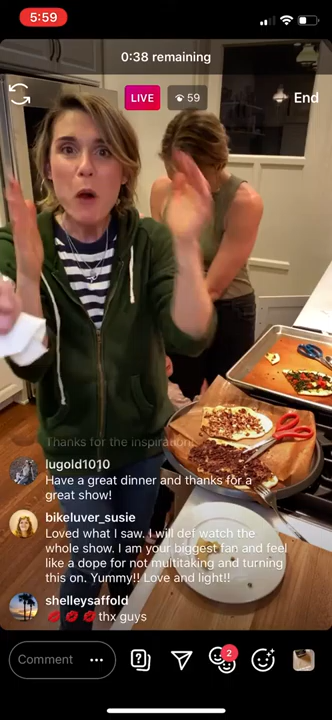 5:59
0:38 remaining
LIVE
59
End
Thanks for the inspiration!
lugold1010
Have a great dinner and thanks for a
great show!
bikeluver_susie
Loved what I saw. I will def watch the
whole show. I am your biggest fan and feel
like a dope for not multitaking and turning
this on. Yummy!! Love and light!!
shelleysaffold
💋 💋 💋 thx guys
Comment
2